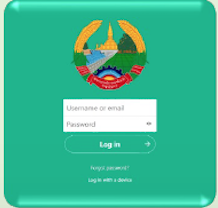 Username or email
Password
Log in
Forgot password?
Log in with a device